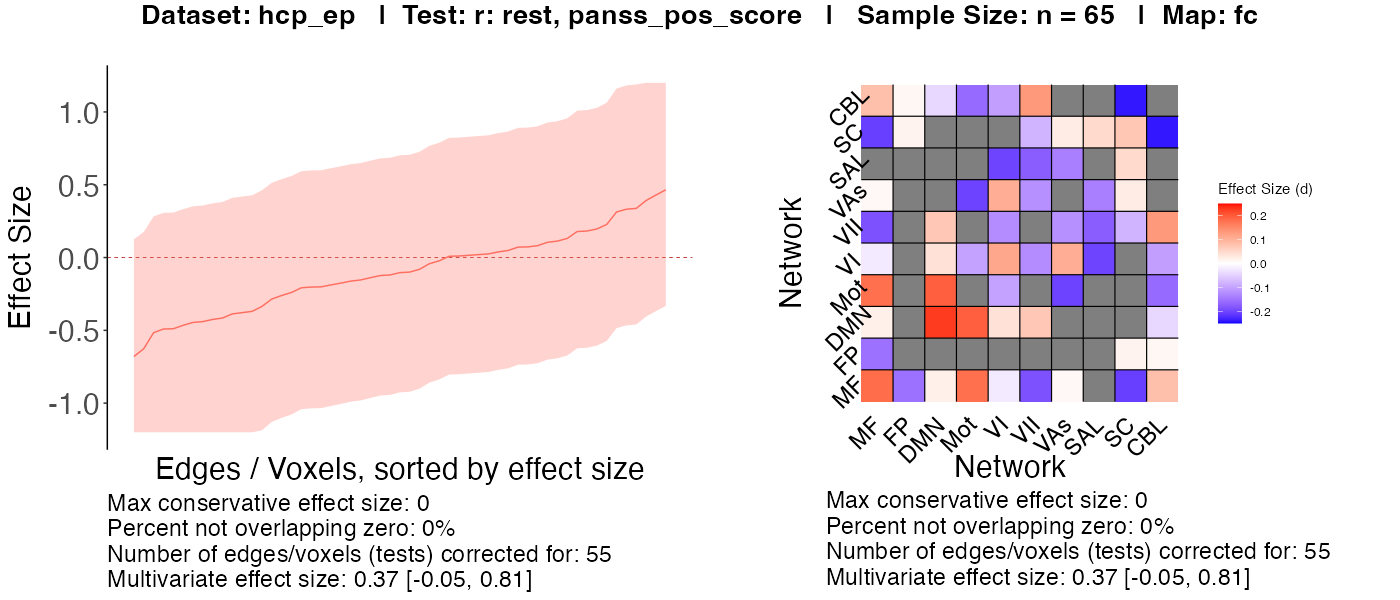 Dataset: hcp_ep | Test: r: rest, panss_pos_score | Sample Size: n = 65 | Map: fc
Effect Size
1.0
0.5
0.0
-0.5
-1.0
Edges / Voxels, sorted by effect size
Max conservative effect size: 0
Percent not overlapping zero: 0%
Number of edges/voxels (tests) corrected for: 55
Multivariate effect size: 0.37 [-0.05, 0.81]
Network
CBL
SC
SAL
VAs
VII
VI
Mot
DMN
FP
MF
MF
FP
DMN
Mot
VI
VII
VAs
SAL
SC
CBL
Network
Effect Size (d)
0.2
0.1
0.0
-0.1
-0.2
Max conservative effect size: 0
Percent not overlapping zero: 0%
Number of edges/voxels (tests) corrected for: 55
Multivariate effect size: 0.37 [-0.05, 0.81]